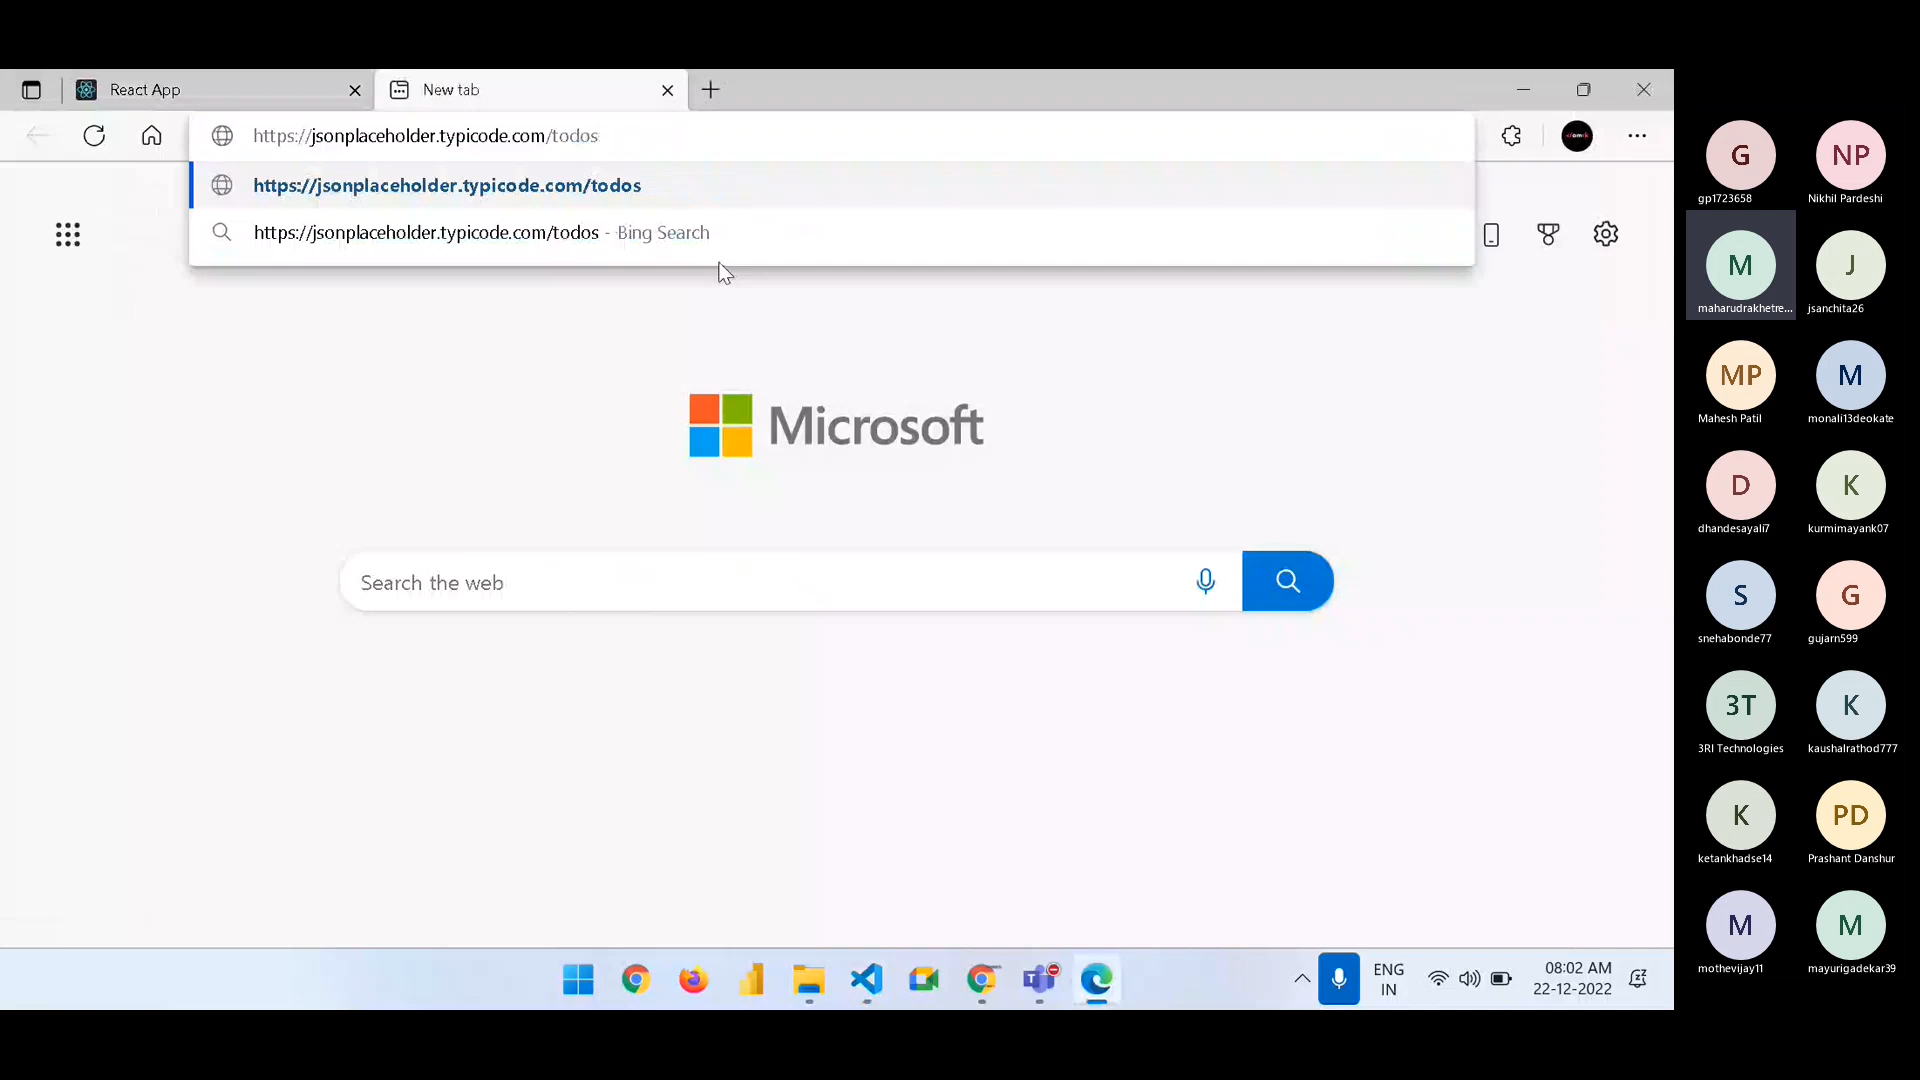 React App
New tab
https://jsonplaceholder.typicode.com/todos
https://jsonplaceholder.typicode.com/todos
https://jsonplaceholder.typicode.com/todos - Bing Search
Microsoft
Search the web
ENG
IN
08:02 AM
22-12-2022
G
gp1723658
NP
Nikhil Pardeshi
M
maharudrakhetre...
J
jsanchita26
MP
Mahesh Patil
M
monali13deokate
D
dhandesayali7
K
kurmimayank07
S
snehabonde77
G
gujarn599
3T
3RI Technologies
K
kaushalrathod777
K
ketankhadse14
PD
Prashant Danshur
M
mothevijay11
M
mayurigadekar39